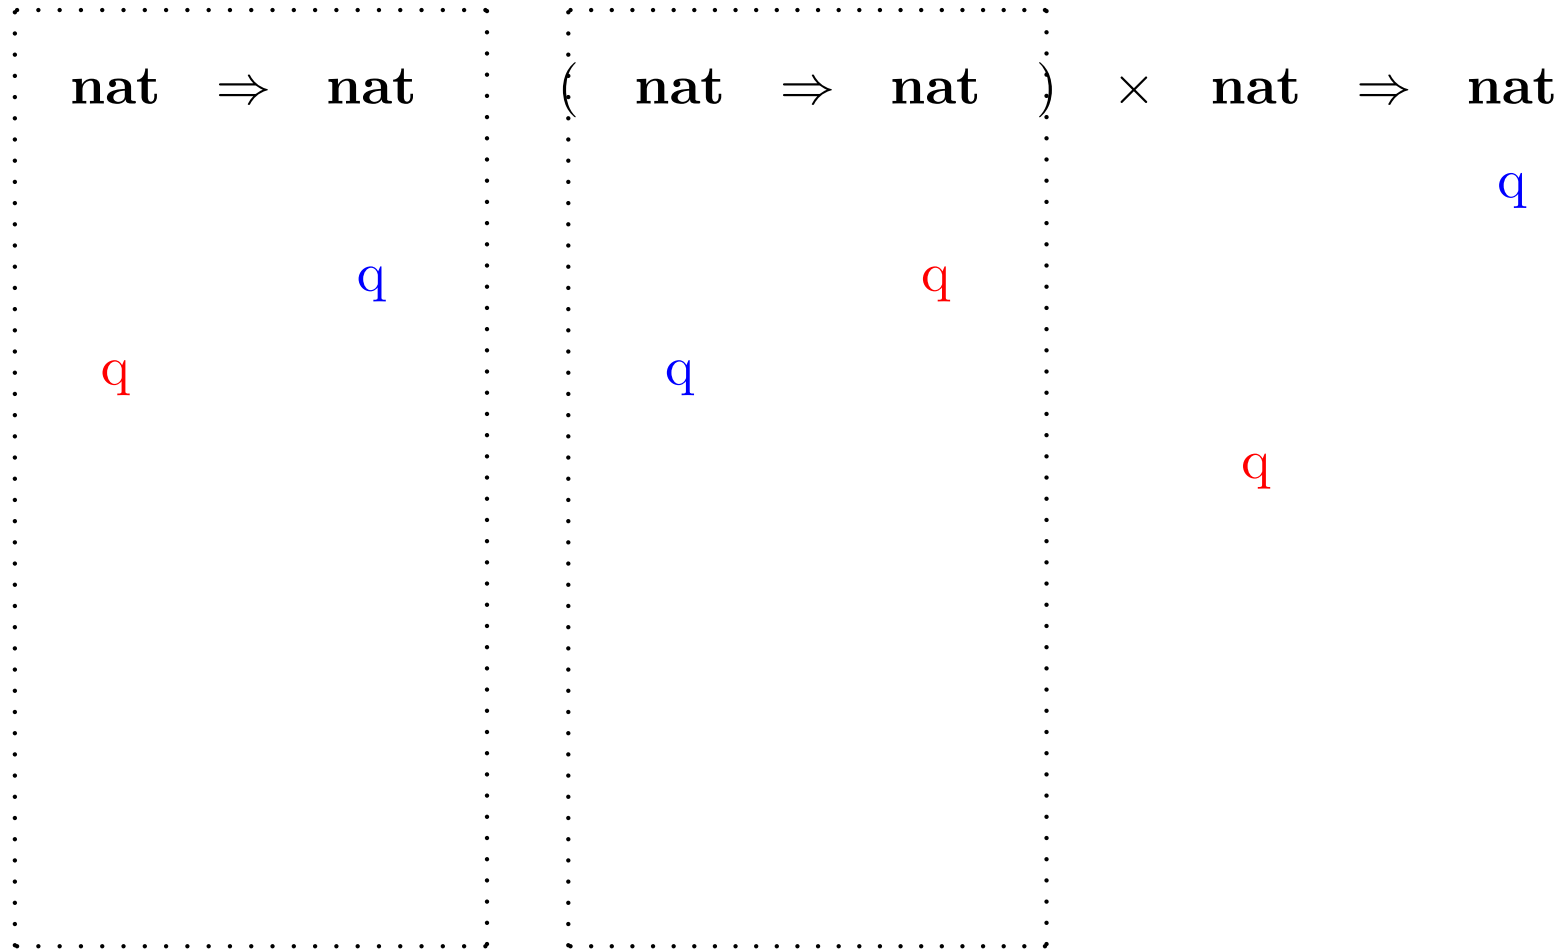 nat ⇒ nat ( nat ⇒ nat ) × nat ⇒ nat
q
q q
q q
q